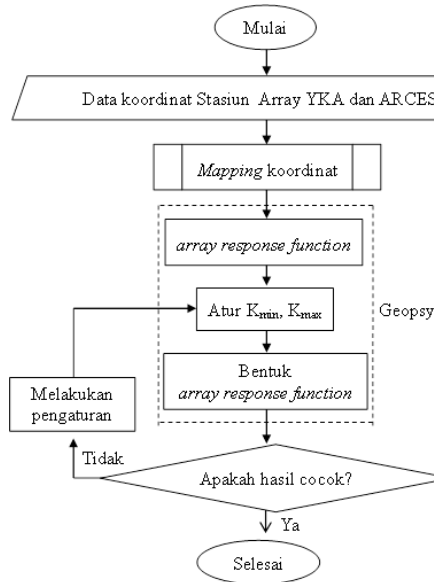 Mulai
Data koordinat Stasiun Array YKA dan ARCES
Mapping koordinat
array response function
Atur Kmin, Kmax
Geopsy
Bentuk
array response function
Melakukan
pengaturan
Tidak
Apakah hasil cocok?
Ya
Selesai